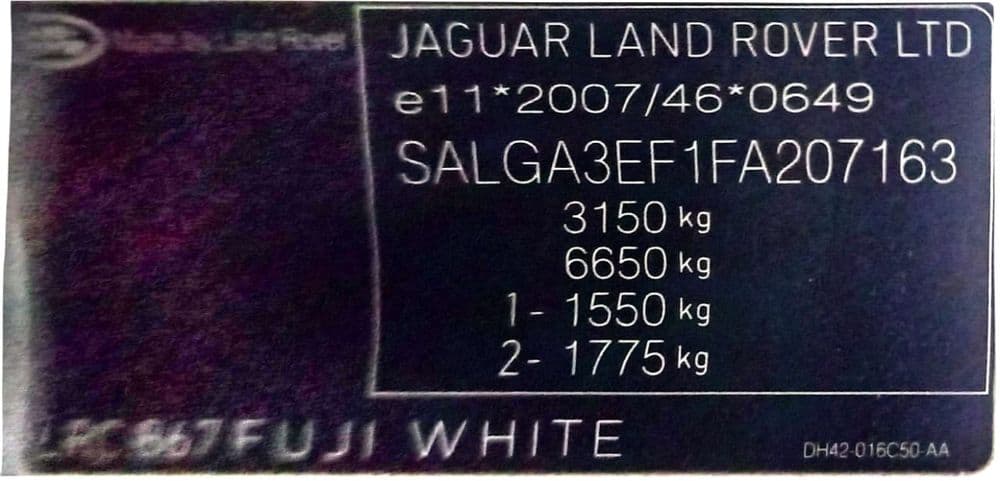 Made by Land Rover
JAGUAR LAND ROVER LTD
e11*2007/46*0649
SALGA3EF1FA207163
3150 kg
6650 kg
1- 1550 kg
2- 1775 kg
LRC 867 FUJI WHITE
DH42-016C50-AA